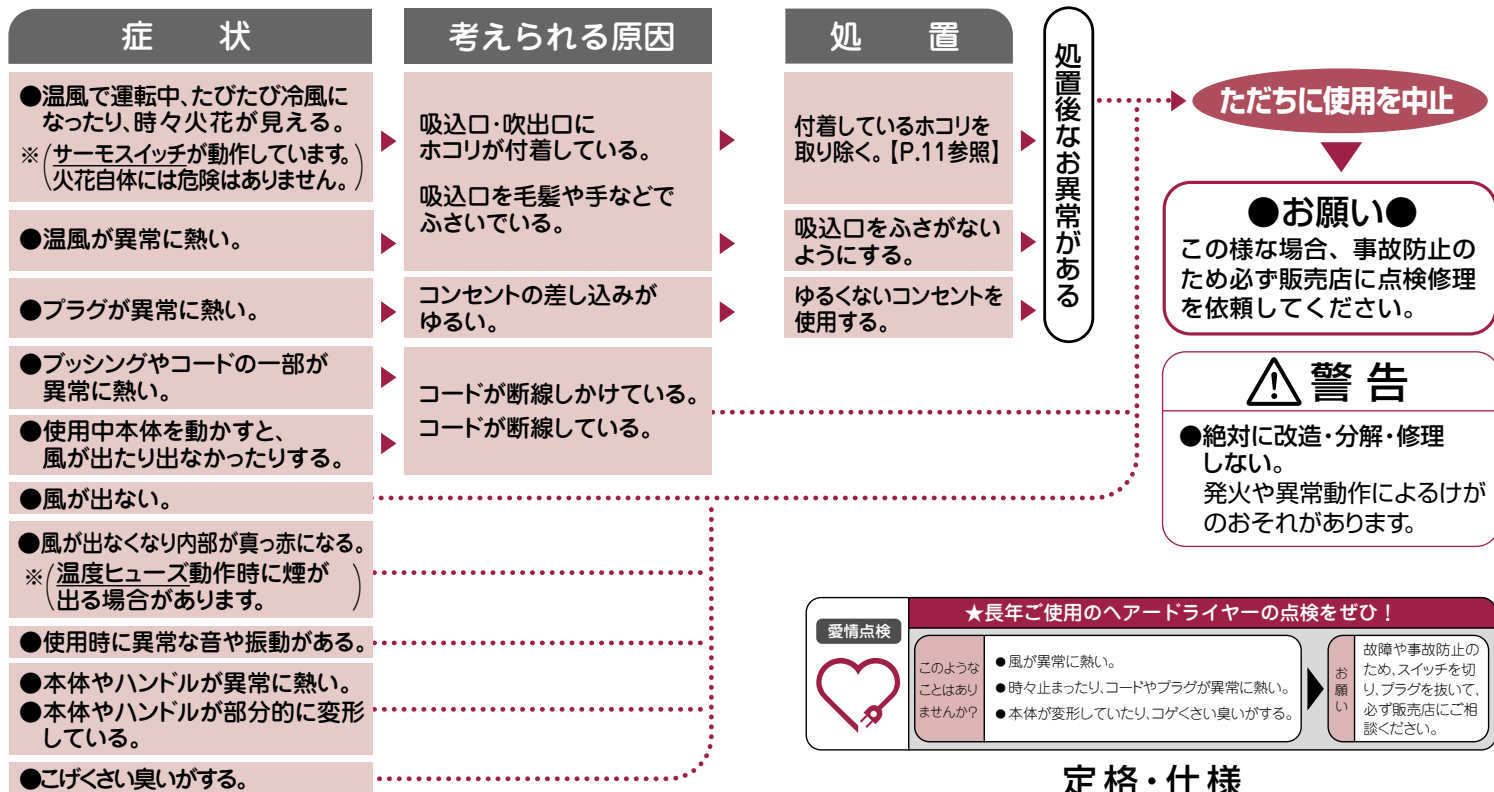 症　状
考えられる原因
処　置
●温風で運転中、たびたび冷風に
なったり、時々火花が見える。
※(サーモスイッチが動作しています。
火花自体には危険はありません。)
●温風が異常に熱い。
●プラグが異常に熱い。
●ブッシングやコードの一部が
異常に熱い。
●使用中本体を動かすと、
風が出たり出なかったりする。
●風が出ない。
●風が出なくなり内部が真っ赤になる。
※(温度ヒューズ動作時に煙が
出る場合があります。)
●使用時に異常な音や振動がある。
●本体やハンドルが異常に熱い。
●本体やハンドルが部分的に変形
している。
●こげくさい臭いがする。
吸込口・吹出口に
ホコリが付着している。
吸込口を毛髪や手などで
ふさいでいる。
コンセントの差し込みが
ゆるい。
コードが断線しかけている。
コードが断線している。
付着しているホコリを
取り除く。【P.11参照】
吸込口をふさがない
ようにする。
ゆるくないコンセントを
使用する。
処置後なお異常がある
ただちに使用を中止
●お願い●
この様な場合、事故防止の
ため必ず販売店に点検修理
を依頼してください。
警告
●絶対に改造・分解・修理
しない。
発火や異常動作によるけが
のおそれがあります。
愛情点検
★長年ご使用のヘアードライヤーの点検をぜひ！
このような
ことはあり
ませんか？
●風が異常に熱い。
●時々止まったり、コードやプラグが異常に熱い。
●本体が変形していたり、コゲくさい臭いがする。
お願い
故障や事故防止の
ため、スイッチを切
り、プラグを抜いて、
必ず販売店にご相
談ください。
定格・仕様